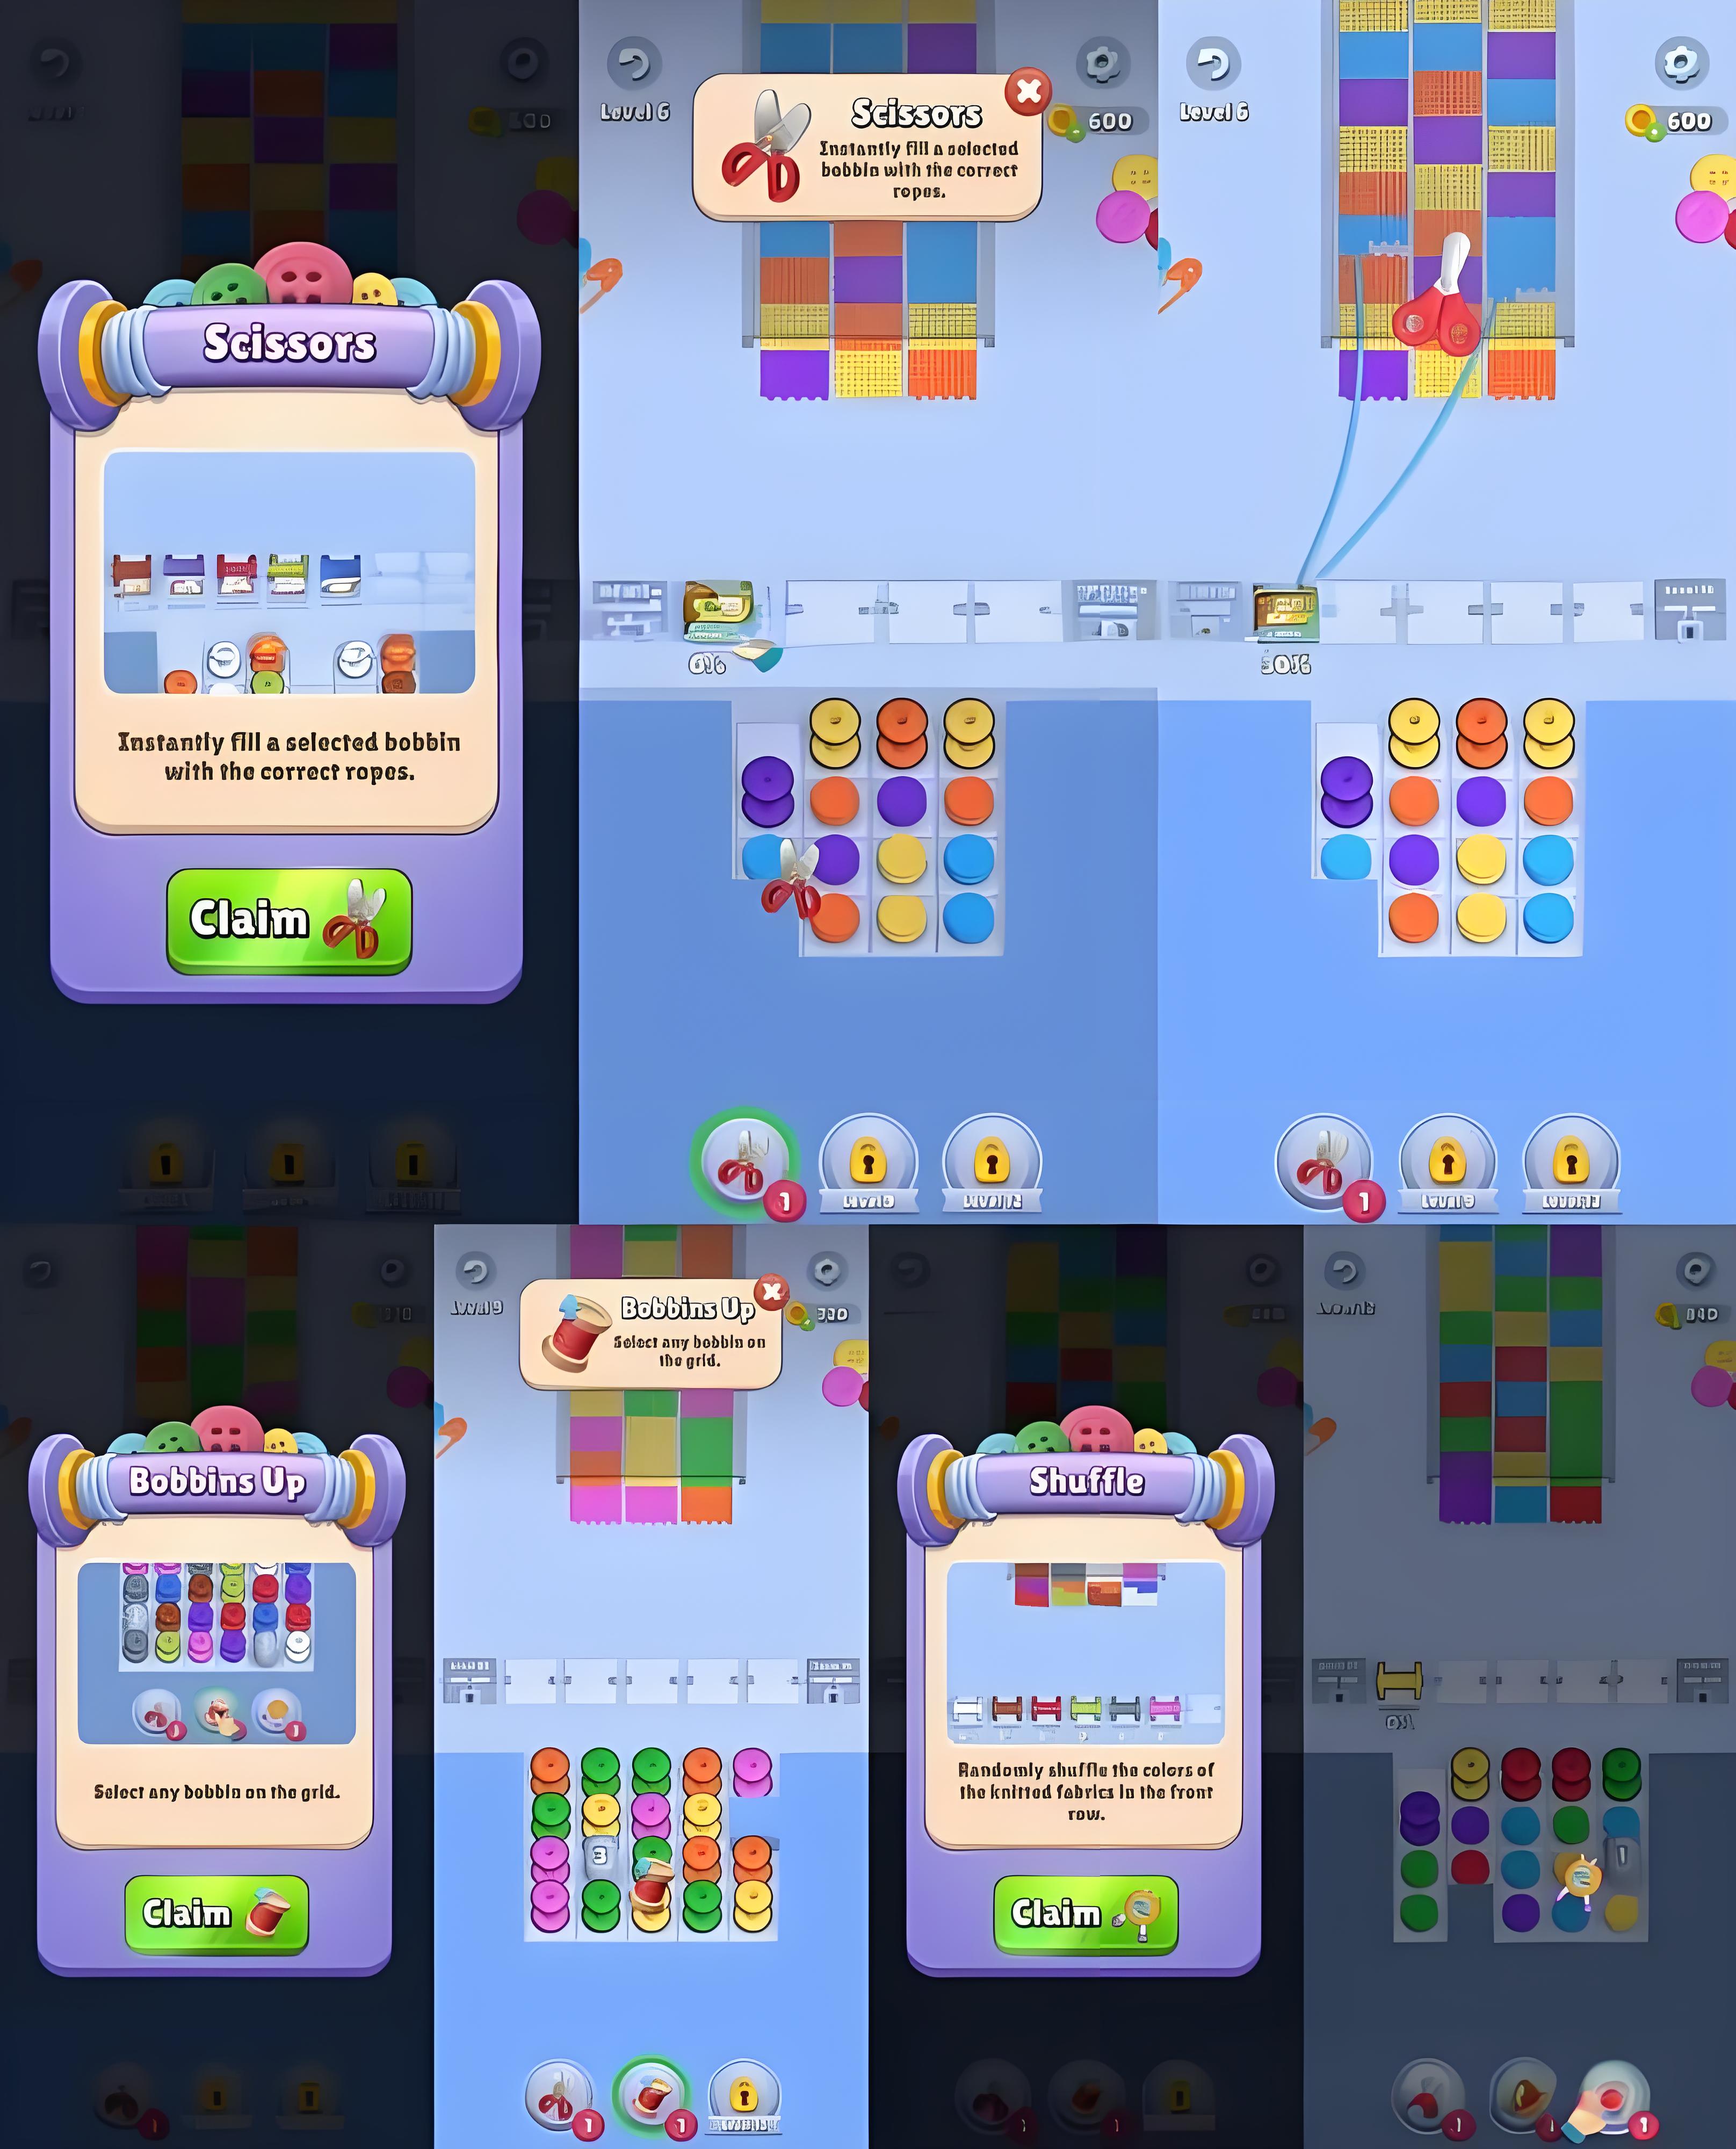 Scissors
Instantly fill a selected bobbin
with the correct ropes.
Claim
Level 6
600
Scissors
Instantly fill a selected
bobbin with the correct
ropes.
0%
1
Level 6
600
1
Bobbins Up
Select any bobbin on the grid.
Claim
1
Bobbins Up
Select any bobbin on
the grid.
3
1
1
Shuffle
Randomly shuffle the colors of
the knitted fabrics in the front
row.
Claim
1
1
1